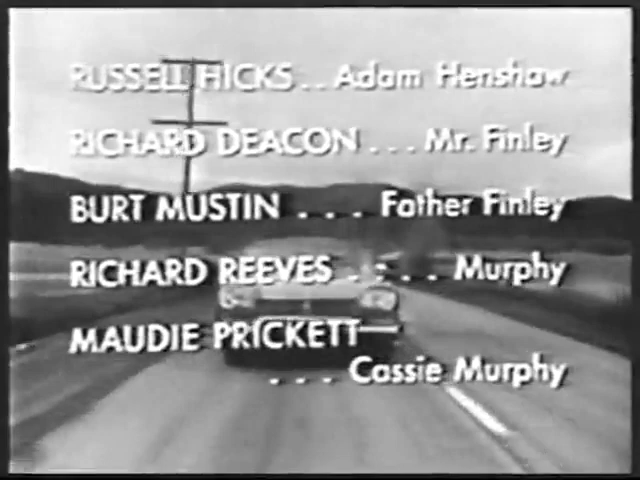 RUSSELL HICKS . . Adam Henshaw
RICHARD DEACON . . . Mr. Finley
BURT MUSTIN . . . Father Finley
RICHARD REEVES . . . . Murphy
MAUDIE PRICKETT
. . . Cassie Murphy